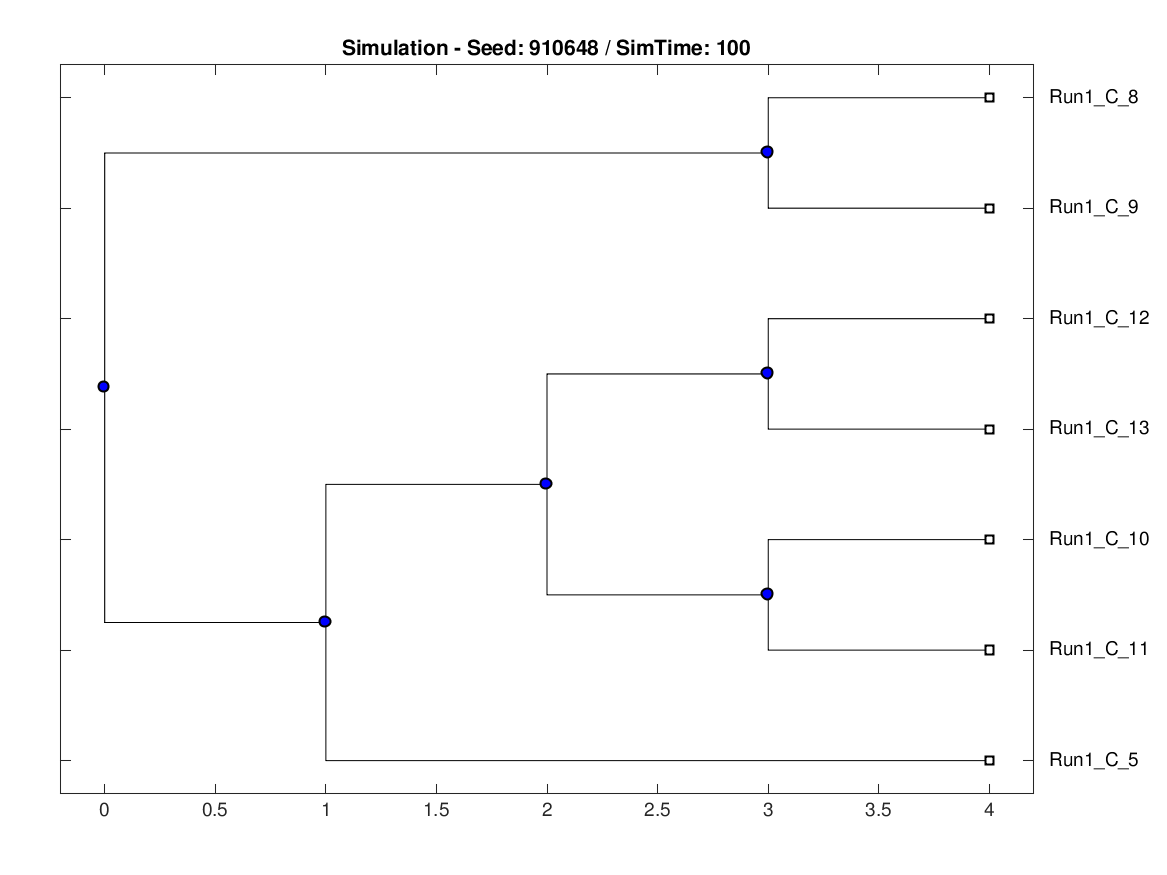 Simulation - Seed: 910648 / SimTime: 100
Run1_C_8
Run1_C_9
Run1_C_12
Run1_C_13
Run1_C_10
Run1_C_11
Run1_C_5
0 0.5 1 1.5 2 2.5 3 3.5 4